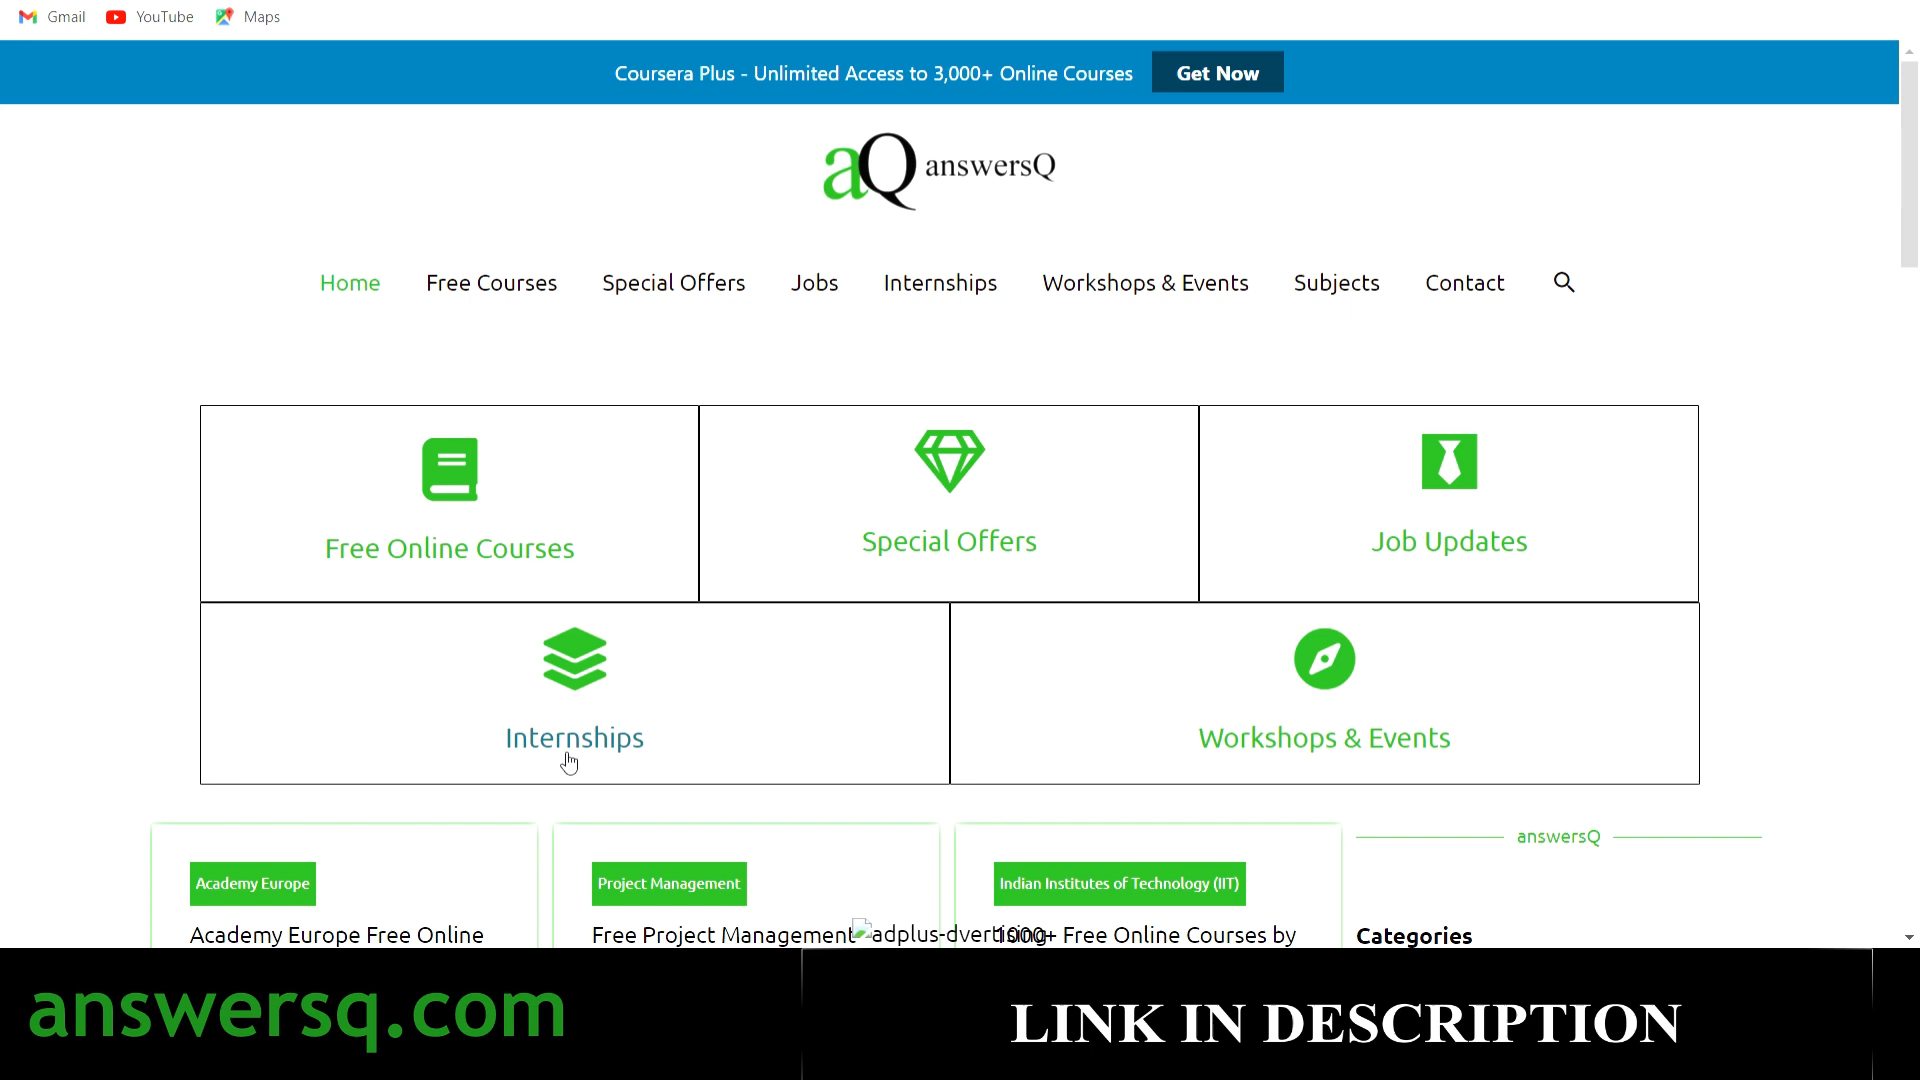 Gmail YouTube Maps
Coursera Plus - Unlimited Access to 3,000+ Online Courses Get Now
aQ answersQ
Home Free Courses Special Offers Jobs Internships Workshops & Events Subjects Contact
Free Online Courses Special Offers Job Updates
Internships Workshops & Events
answersQ
Academy Europe Project Management Indian Institutes of Technology (IIT)
Academy Europe Free Online Free Project Management adplus-dvertising 1000+ Free Online Courses by Categories
answersq.com LINK IN DESCRIPTION